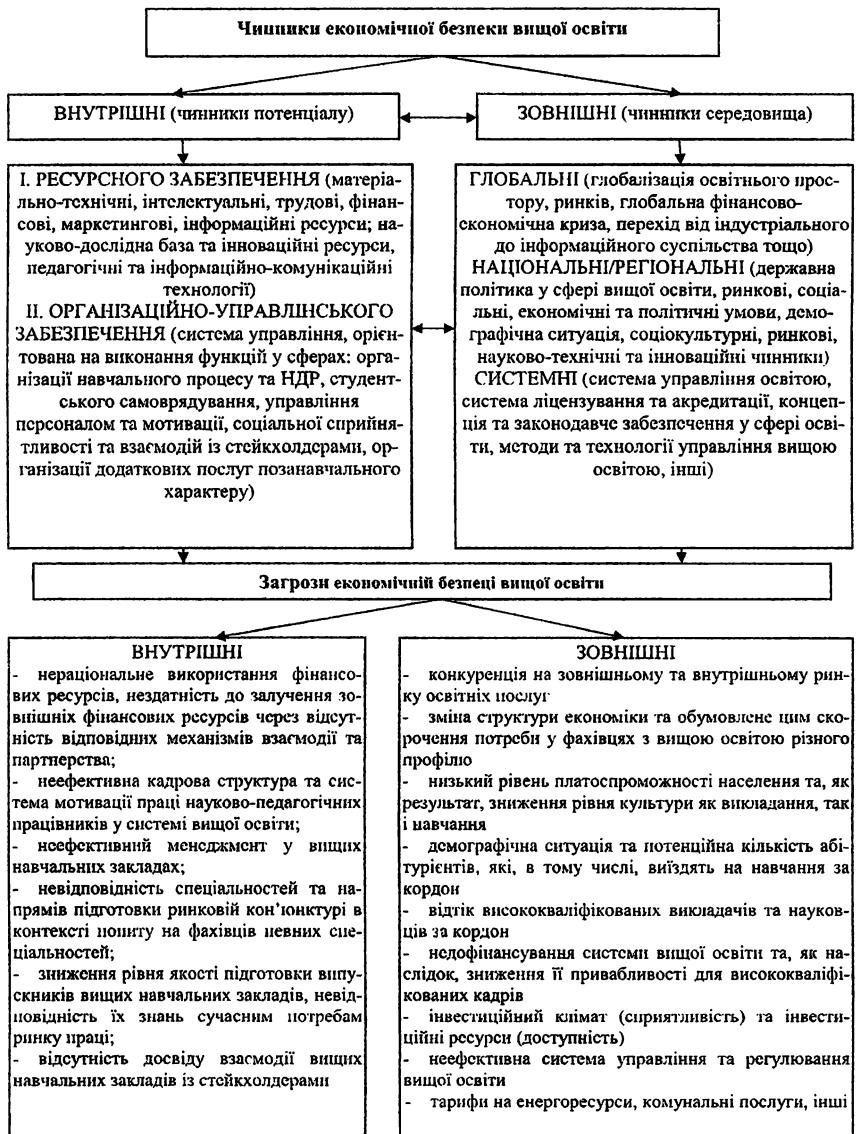 Чинники економічної безпеки вищої освіти
ВНУТРІШНІ (чинники потенціалу)
ЗОВНІШНІ (чинники середовища)
І. РЕСУРСНОГО ЗАБЕЗПЕЧЕННЯ (матеріа-
льно-технічні, інтелектуальні, трудові, фінан-
сові, маркетингові, інформаційні ресурси; на-
уково-дослідна база та інноваційні ресурси,
педагогічні та інформаційно-комунікаційні
технології)
ІІ. ОРГАНІЗАЦІЙНО-УПРАВЛІНСЬКОГО
ЗАБЕЗПЕЧЕННЯ (система управління, орієн-
тована на виконання функцій у сферах: орга-
нізації навчального процесу та НДР, студент-
ського самоврядування, управління
персоналом та мотивації, соціальної сприйня-
тливості та взаємодій із стейкхолдерами, ор-
ганізації додаткових послуг позанавчального
характеру)
ГЛОБАЛЬНІ (глобалізація освітнього прос-
тору, ринків, глобальна фінансово-
економічна криза, перехід від індустріального
до інформаційного суспільства тощо)
НАЦІОНАЛЬНІ/РЕГІОНАЛЬНІ (державна
політика у сфері вищої освіти, ринкові, соціа-
льні, економічні та політичні умови, демо-
графічна ситуація, соціокультурні, ринкові,
науково-технічні та інноваційні чинники)
СИСТЕМНІ (система управління освітою,
система ліцензування та акредитації, концеп-
ція та законодавче забезпечення у сфері осві-
ти, методи та технології управління вищою
освітою, інші)
Загрози економічній безпеці вищої освіти
ВНУТРІШНІ
- нераціональне використання фінансо-
вих ресурсів, нездатність до залучення зо-
внішніх фінансових ресурсів через відсут-
ність відповідних механізмів взаємодії та
партнерства;
- неефективна кадрова структура та сис-
тема мотивації праці науково-педагогічних
працівників у системі вищої освіти;
- неефективний менеджмент у вищих
навчальних закладах;
- невідповідність спеціальностей та на-
прямів підготовки ринковій кон’юнктурі в
контексті попиту на фахівців певних спе-
ціальностей;
- зниження рівня якості підготовки випу-
скників вищих навчальних закладів, невід-
повідність їх знань сучасним потребам
ринку праці;
- відсутність досвіду взаємодії вищих
навчальних закладів із стейкхолдерами
ЗОВНІШНІ
- конкуренція на зовнішньому та внутрішньому рин-
ку освітніх послуг
- зміна структури економіки та обумовлене цим ско-
рочення потреби у фахівцях з вищою освітою різного
профілю
- низький рівень платоспроможності населення та, як
результат, зниження рівня культури як викладання, так
і навчання
- демографічна ситуація та потенційна кількість абі-
турієнтів, які, в тому числі, виїздять на навчання за
кордон
- відтік висококваліфікованих викладачів та науков-
ців за кордон
- недофінансування системи вищої освіти та, як на-
слідок, зниження її привабливості для висококваліфі-
кованих кадрів
- інвестиційний клімат (сприятливість) та інвести-
ційні ресурси (доступність)
- неефективна система управління та регулювання
вищої освіти
- тарифи на енергоресурси, комунальні послуги, інші